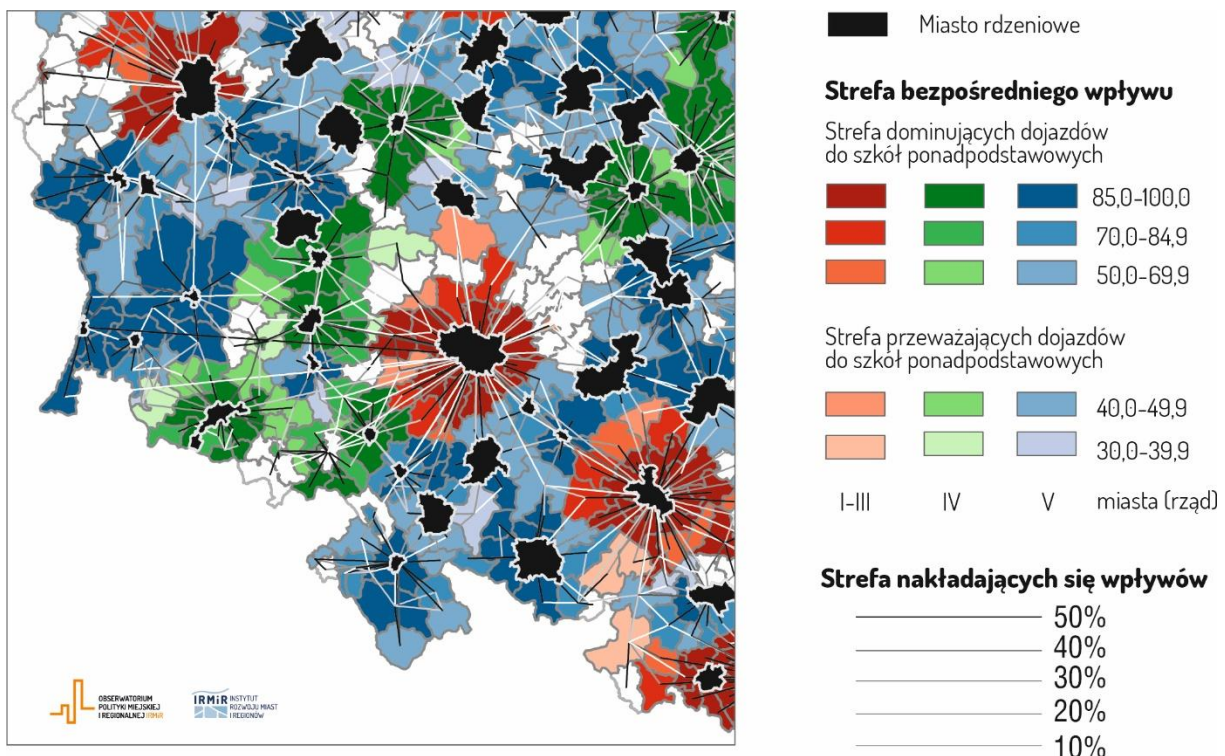 Miasto rdzeniowe
Strefa bezpośredniego wpływu
Strefa dominujących dojazdów
do szkół ponadpodstawowych
85,0-100,0
70,0-84,9
50,0-69,9
Strefa przeważających dojazdów
do szkół ponadpodstawowych
40,0-49,9
30,0-39,9
I-III IV V miasta (rząd)
Strefa nakładających się wpływów
50%
40%
30%
20%
10%
OBSERWATORIUM
POLITYKI MIEJSKIEJ
I REGIONALNEJ IRMiR
IRMiR INSTYTUT
ROZWOJU MIAST
I REGIONÓW